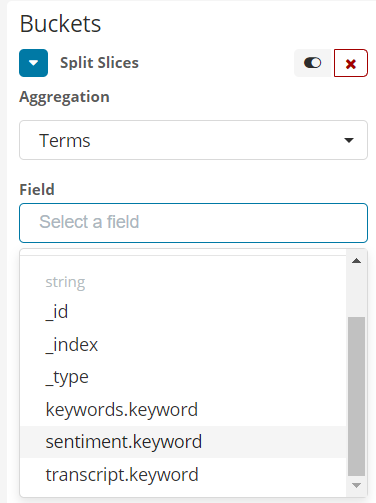 Buckets
Split Slices
Aggregation
Terms
Field
Select a field
string
_id
_index
_type
keywords.keyword
sentiment.keyword
transcript.keyword